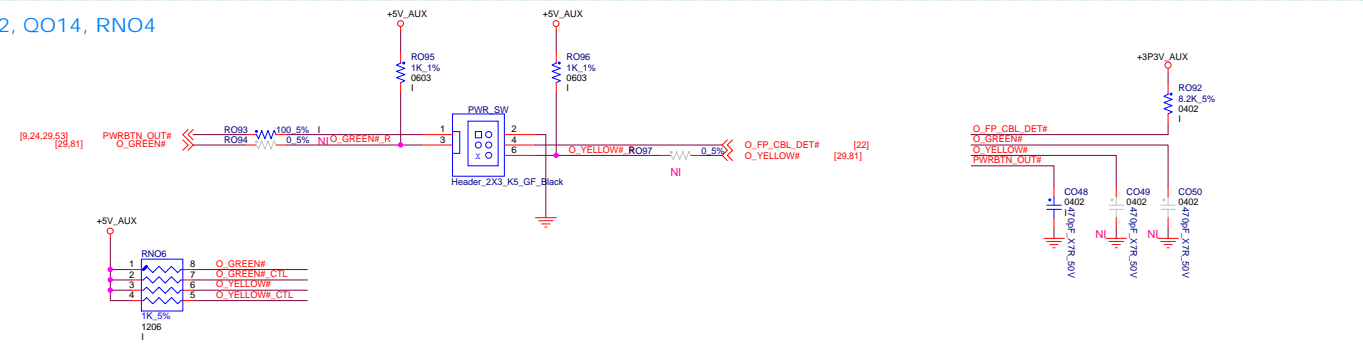 2, QO14, RNO4
+5V_AUX
+5V_AUX
RO95
1K_1%
0603
I
RO96
1K_1%
0603
I
+3P3V_AUX
RO92
8.2K_5%
0402
I
PWR_SW
[9,24,29,53] PWRBTN_OUT# RO93 100_5% I 1 2
[29,81] O_GREEN# RO94 0_5% NI O_GREEN#_R 3 4 O_FP_CBL_DET# [22]
x 6 O_YELLOW#_R RO97 0_5% O_YELLOW# [29,81]
NI
Header_2X3_K5_GF_Black
O_FP_CBL_DET#
O_GREEN#
O_YELLOW#
PWRBTN_OUT#
CO48
0402
I
470pF_X7R_50V
CO49
0402
NI
470pF_X7R_50V
CO50
0402
NI
470pF_X7R_50V
+5V_AUX
RNO6
1 8 O_GREEN#
2 7 O_GREEN#_CTL
3 6 O_YELLOW#
4 5 O_YELLOW#_CTL
1K_5%
1206
I